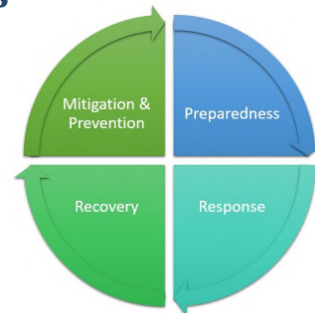 Mitigation &
Prevention
Preparedness
Recovery
Response